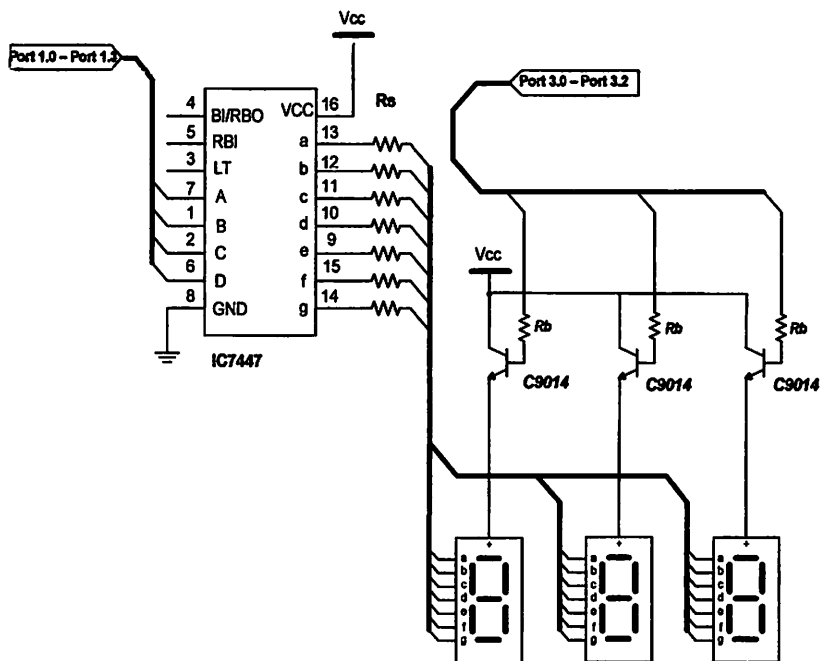 Vcc
Port 1.0 – Port 1.3
Port 3.0 – Port 3.2
Rs
4 BI/RBO VCC 16
5 RBI a 13
3 LT b 12
7 A c 11
1 B d 10
2 C e 9
6 D f 15
8 GND g 14
IC7447
Vcc
Rb Rb Rb
C9014 C9014 C9014
+ + +
a a a
b b b
c c c
d d d
e e e
f f f
g g g